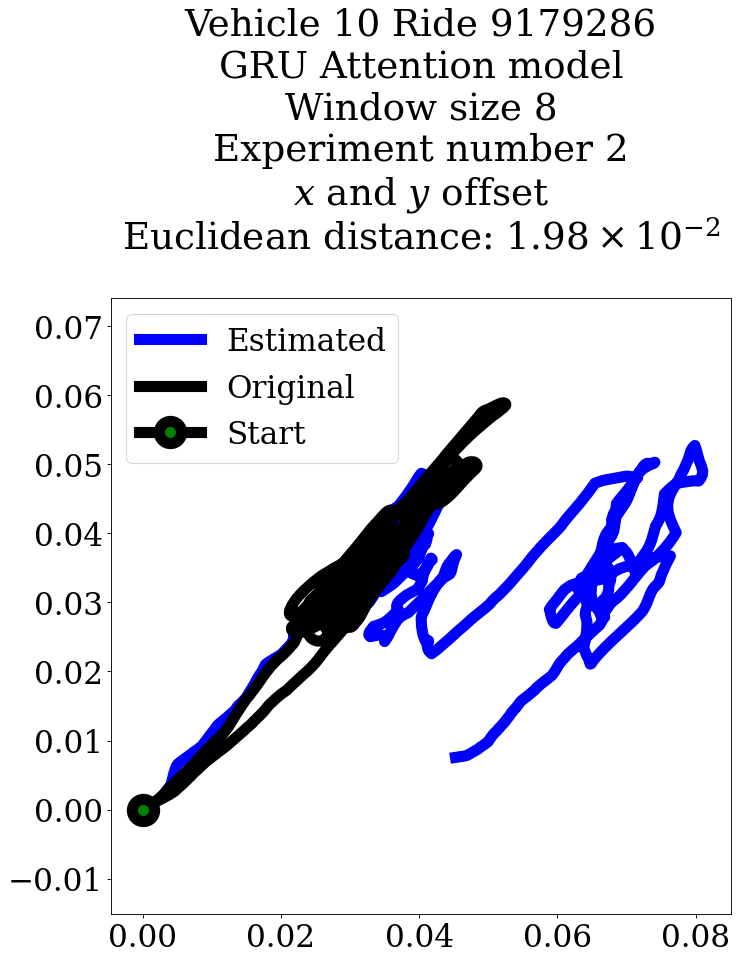 Vehicle 10 Ride 9179286
GRU Attention model
Window size 8
Experiment number 2
x and y offset
Euclidean distance: 1.98 × 10⁻²
Estimated
Original
Start
0.07
0.06
0.05
0.04
0.03
0.02
0.01
0.00
−0.01
0.00 0.02 0.04 0.06 0.08